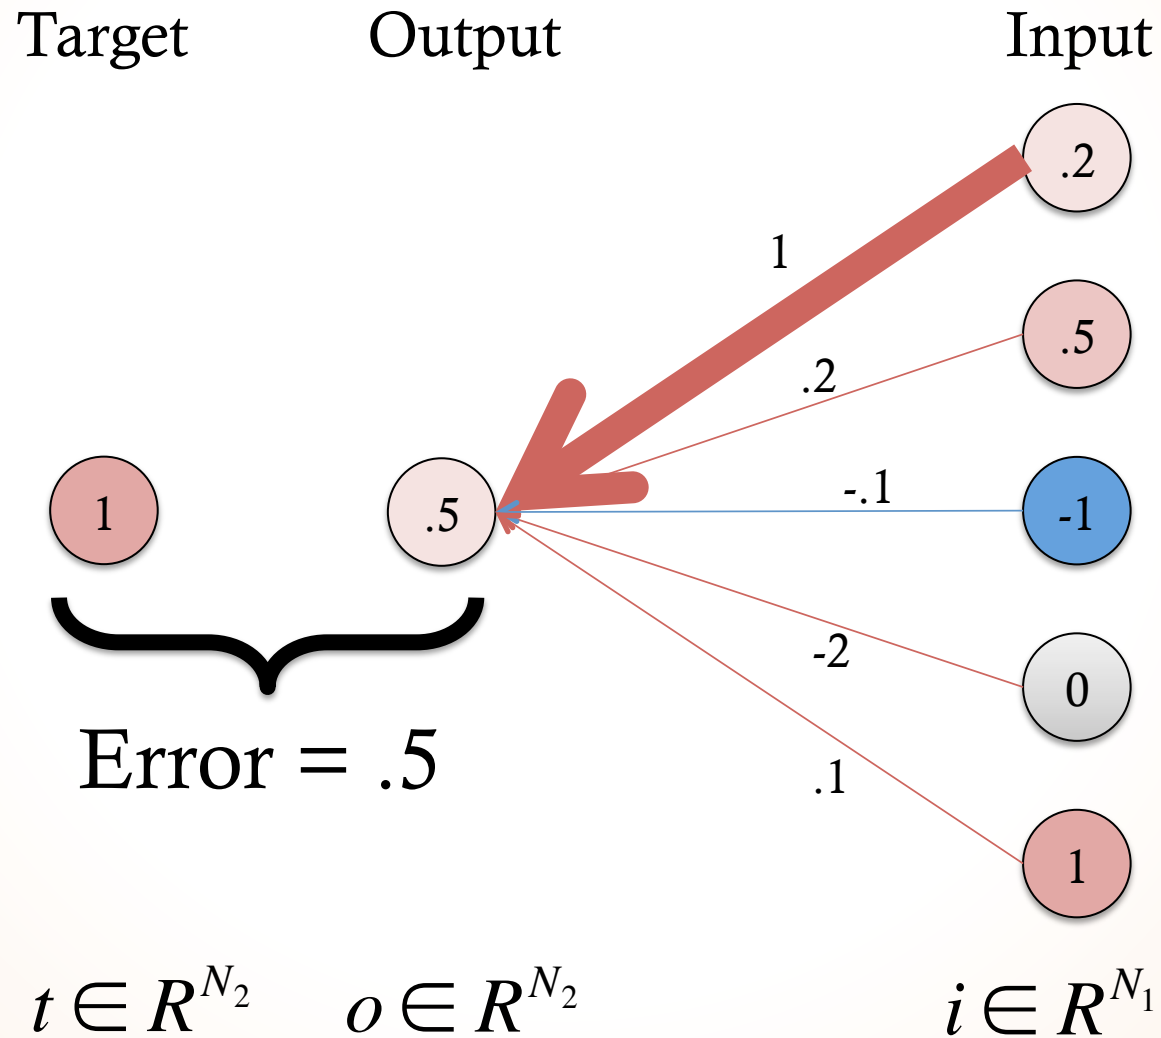 Target Output Input
.2
1
.5
.2
-.1
1 .5 -1
-2
0
Error = .5
.1
1
t ∈ R^{N_2} o ∈ R^{N_2} i ∈ R^{N_1}